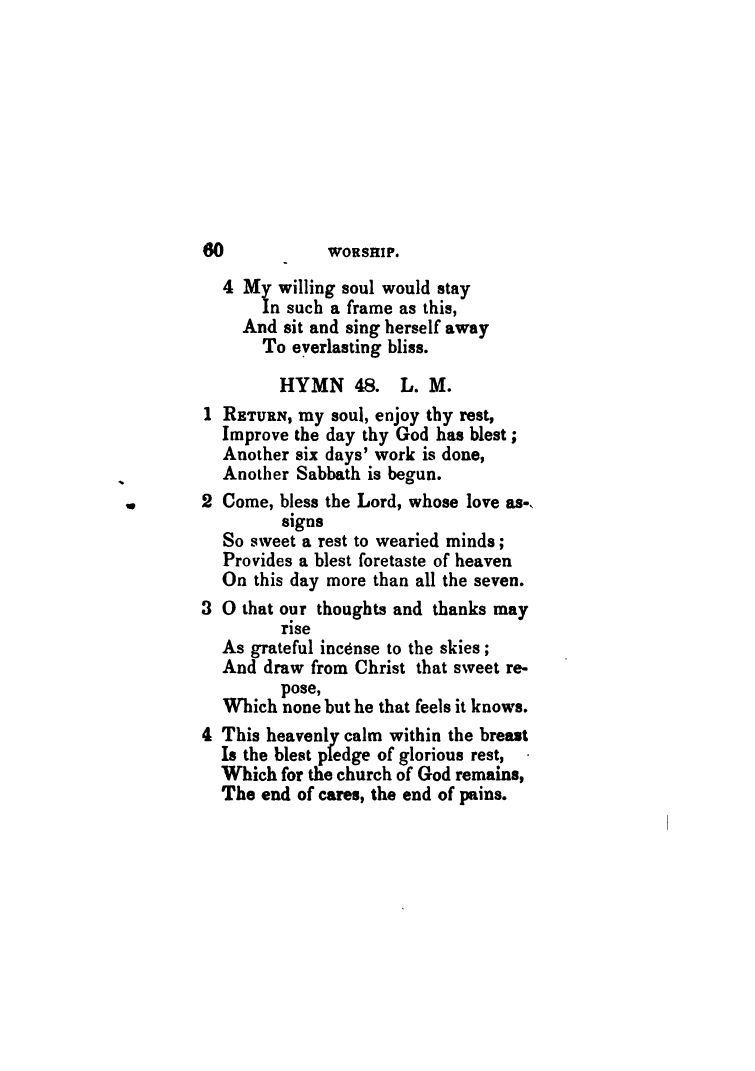 60 WORSHIP.
4 My willing soul would stay
In such a frame as this,
And sit and sing herself away
To everlasting bliss.
HYMN 48. L. M.
1 RETURN, my soul, enjoy thy rest,
Improve the day thy God has blest ;
Another six days' work is done,
Another Sabbath is begun.
2 Come, bless the Lord, whose love as-
signs
So sweet a rest to wearied minds ;
Provides a blest foretaste of heaven
On this day more than all the seven.
3 O that our thoughts and thanks may
rise
As grateful incense to the skies ;
And draw from Christ that sweet re-
pose,
Which none but he that feels it knows.
4 This heavenly calm within the breast
Is the blest pledge of glorious rest,
Which for the church of God remains,
The end of cares, the end of pains.